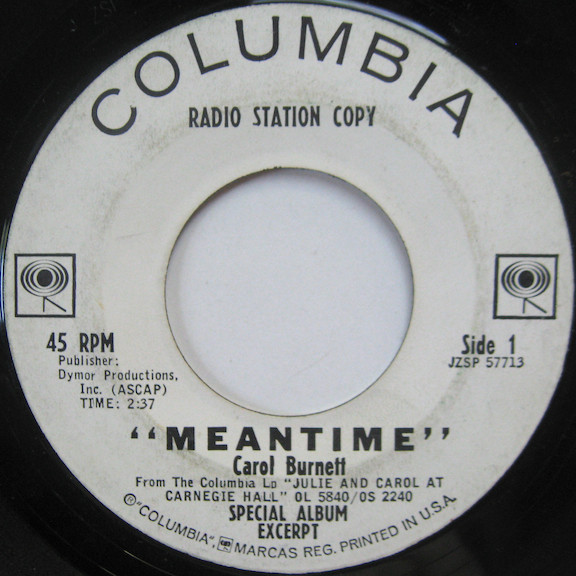 COLUMBIA
RADIO STATION COPY
45 RPM
Publisher:
Dymor Productions,
Inc. (ASCAP)
TIME: 2:37
Side 1
JZSP 57713
"MEANTIME"
Carol Burnett
From The Columbia Lp "JULIE AND CAROL AT
CARNEGIE HALL" OL 5840/OS 2240
SPECIAL ALBUM
EXCERPT
®"COLUMBIA", MARCAS REG. PRINTED IN U.S.A.